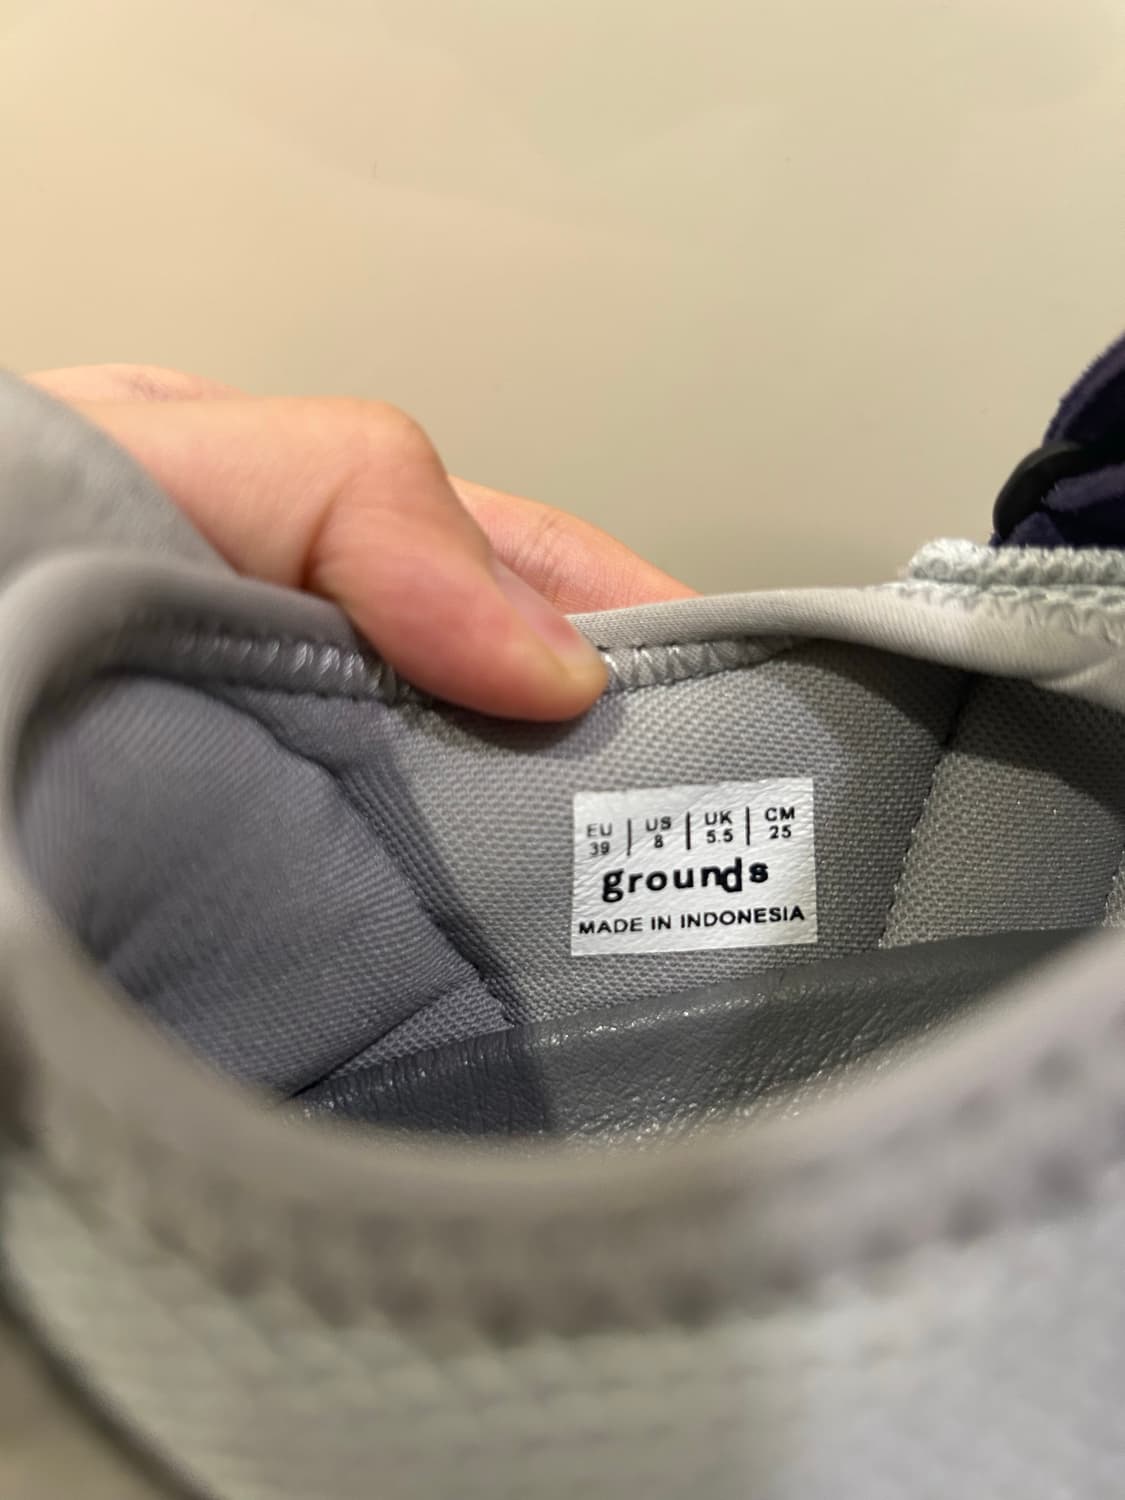 EU | US | UK | CM
39 | 8 | 5.5 | 25
grounds
MADE IN INDONESIA